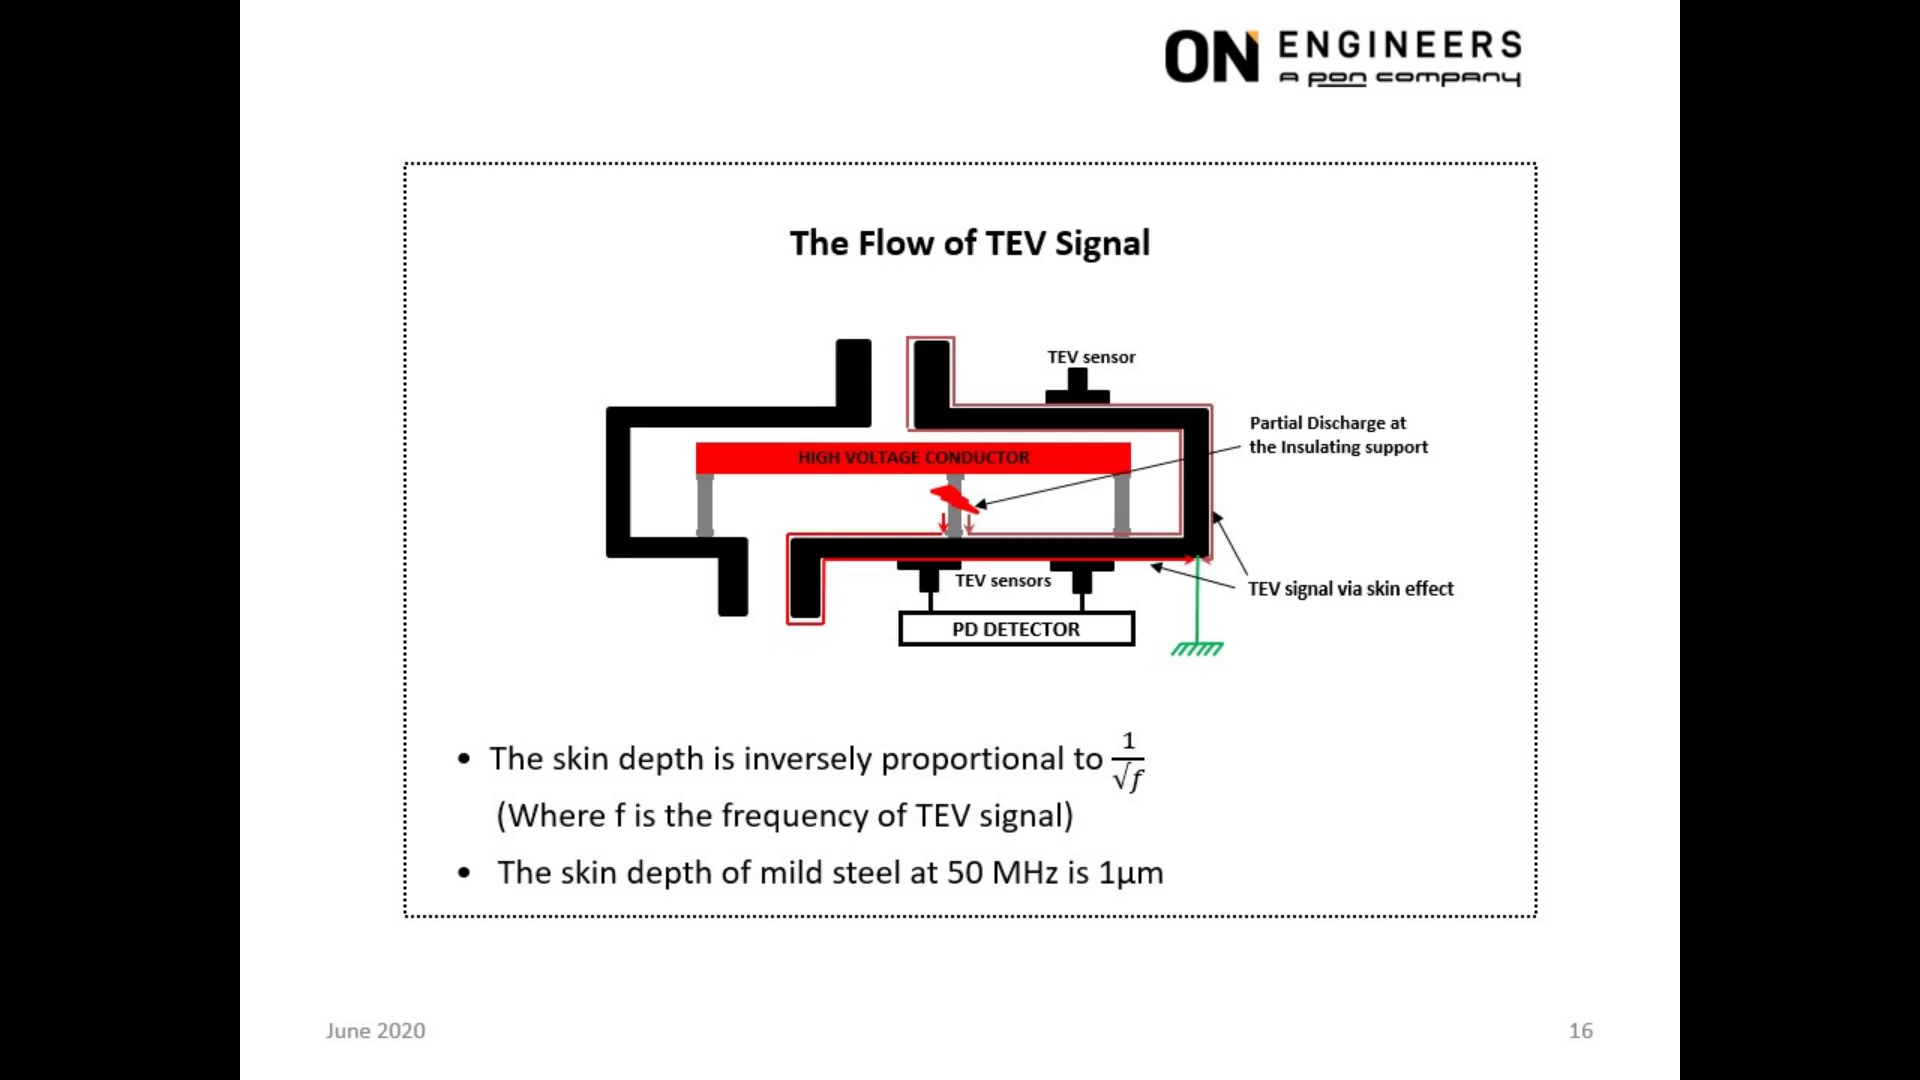 ON ENGINEERS
a pon company
The Flow of TEV Signal
TEV sensor
Partial Discharge at
the Insulating support
HIGH VOLTAGE CONDUCTOR
TEV sensors
TEV signal via skin effect
PD DETECTOR
• The skin depth is inversely proportional to 1/√f
(Where f is the frequency of TEV signal)
• The skin depth of mild steel at 50 MHz is 1µm
June 2020
16